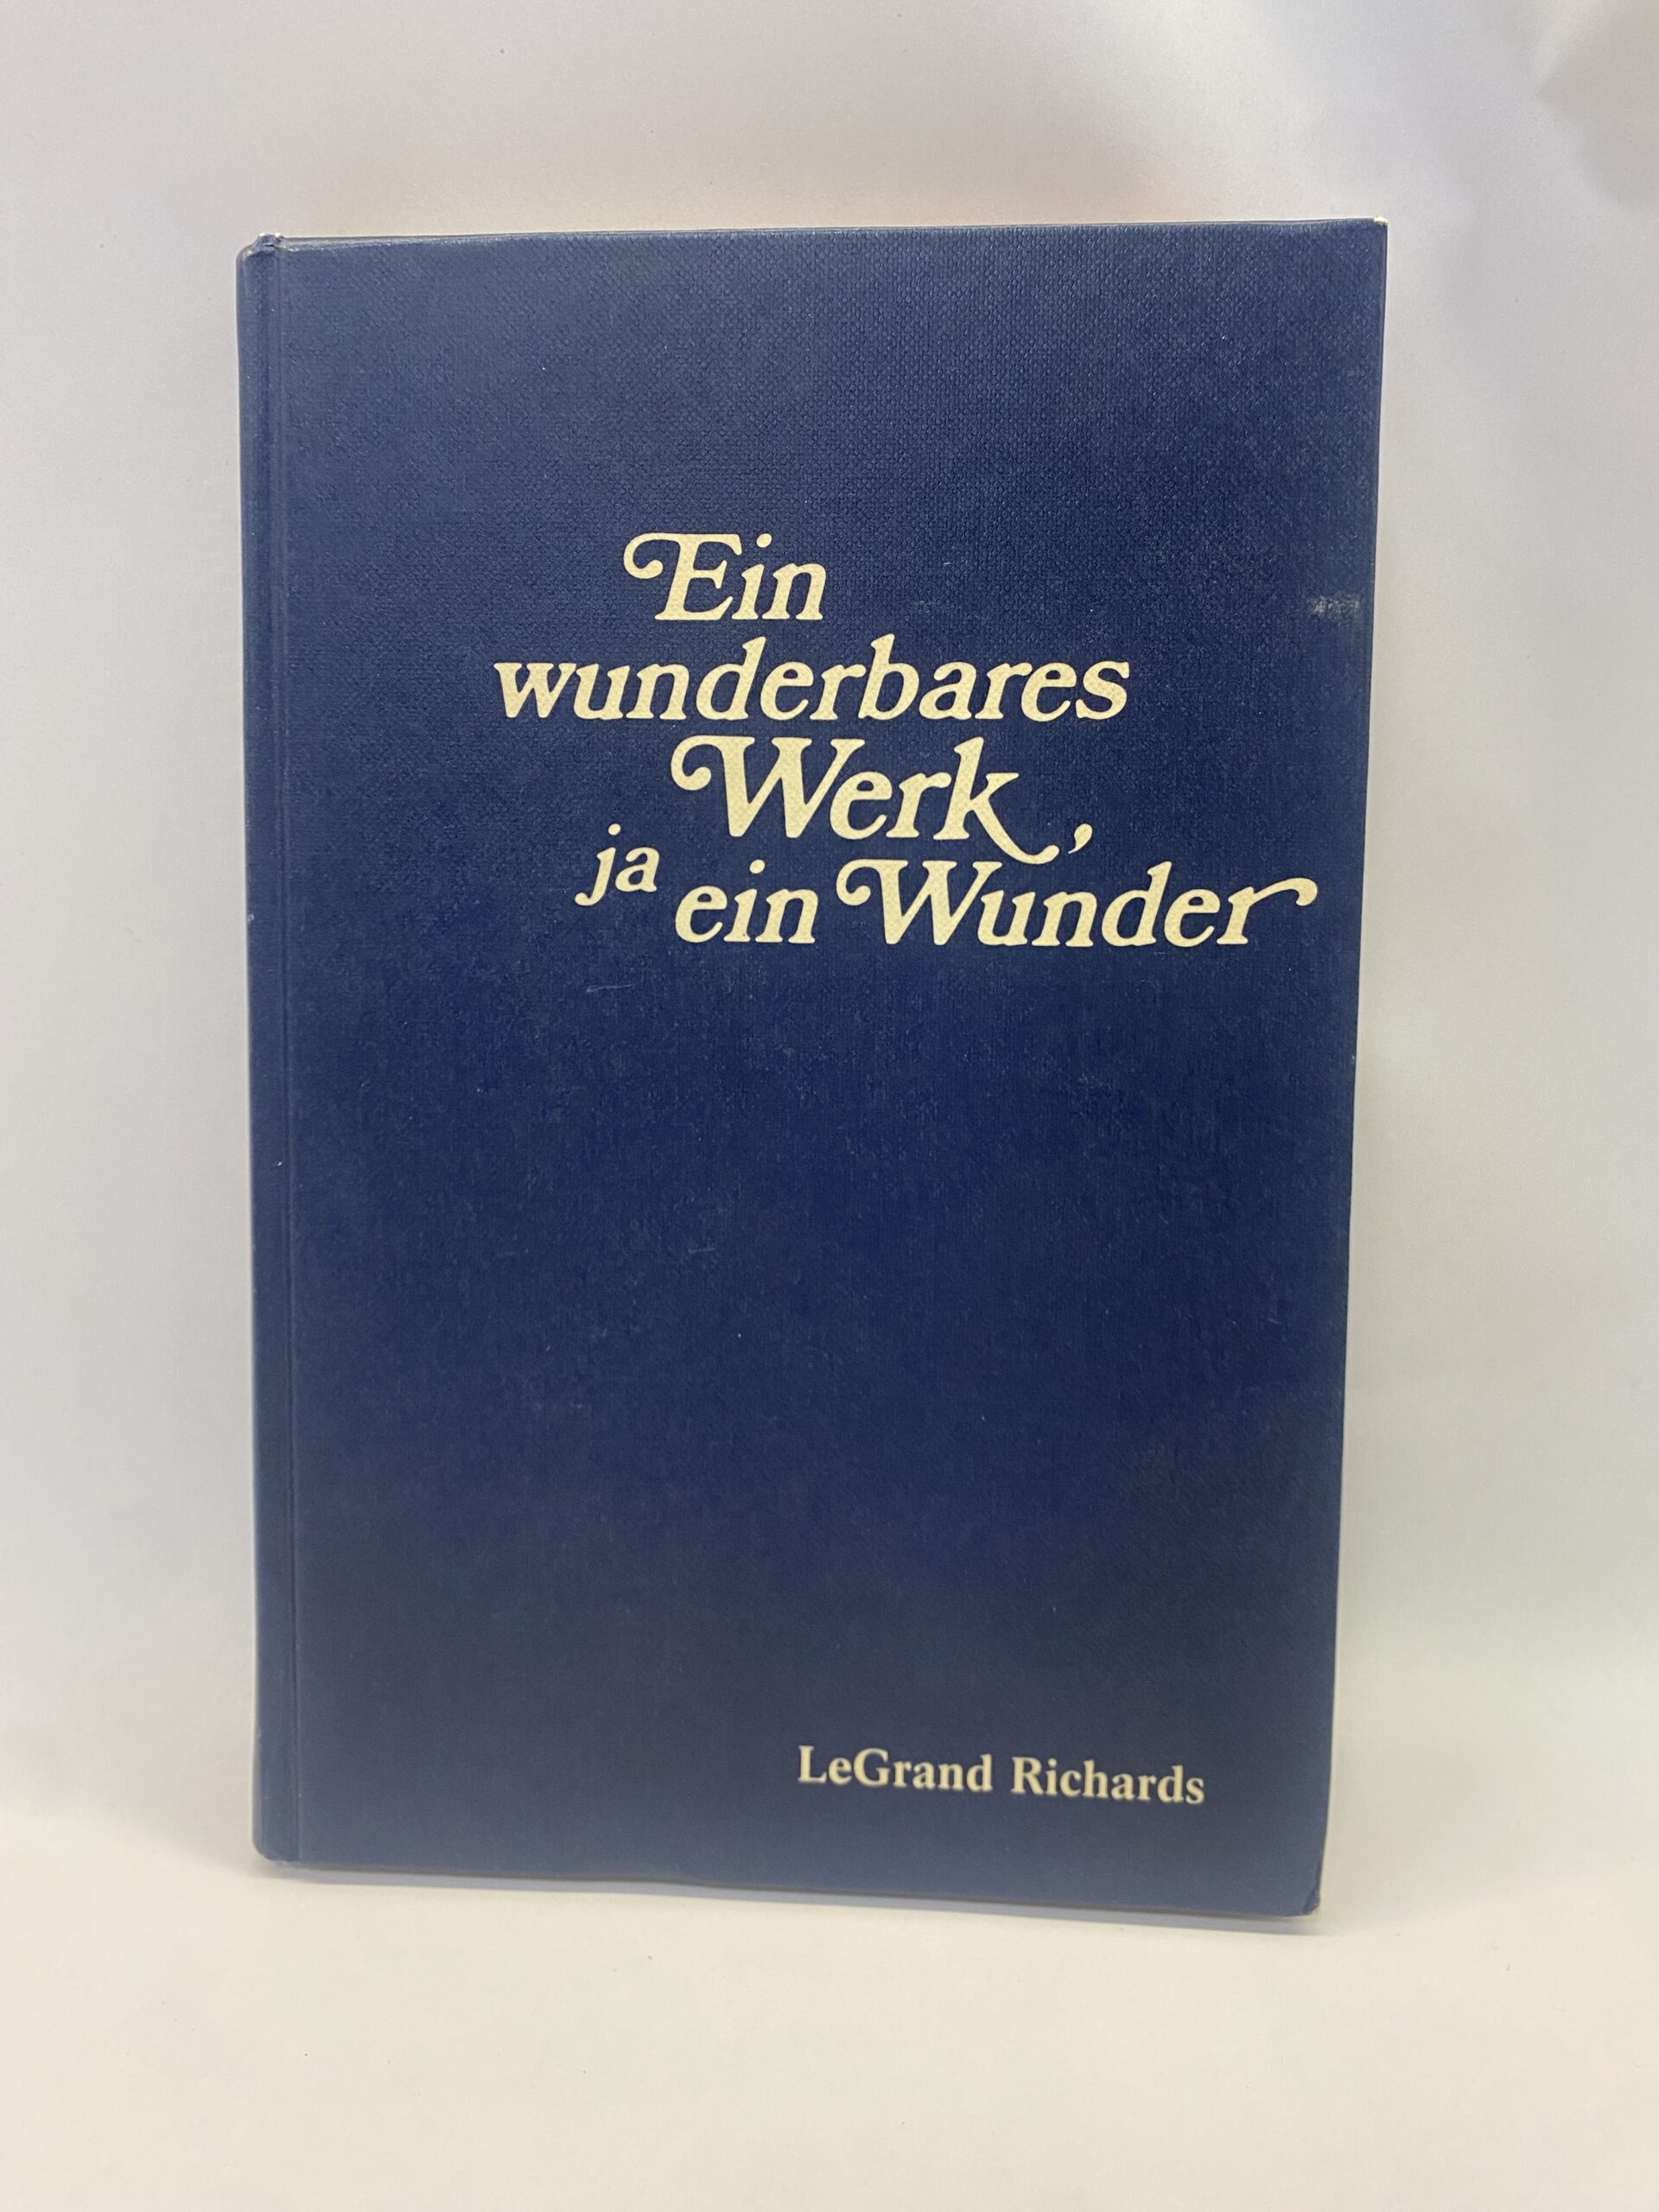 Ein
wunderbares
Werk,
ja ein Wunder
LeGrand Richards